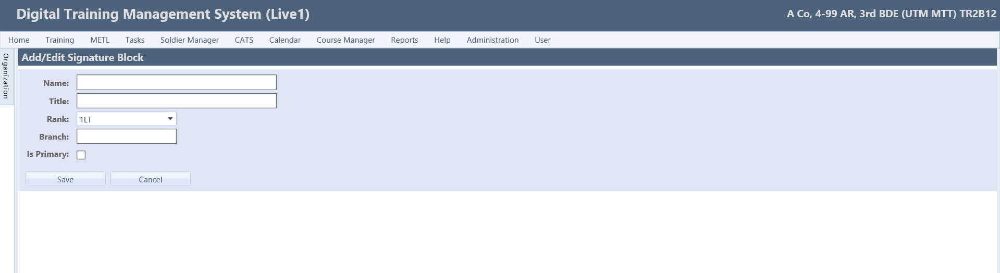 Digital Training Management System (Live1)
A Co, 4-99 AR, 3rd BDE (UTM MTT) TR2B12
Home Training METL Tasks Soldier Manager CATS Calendar Course Manager Reports Help Administration User
Organization
Add/Edit Signature Block
Name:
Title:
Rank: 1LT
Branch:
Is Primary:
Save Cancel